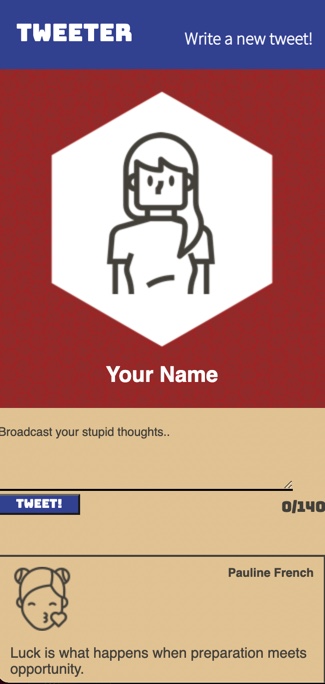 TWEETER
Write a new tweet!
Your Name
Broadcast your stupid thoughts..
TWEET!
0/140
Pauline French
Luck is what happens when preparation meets
opportunity.